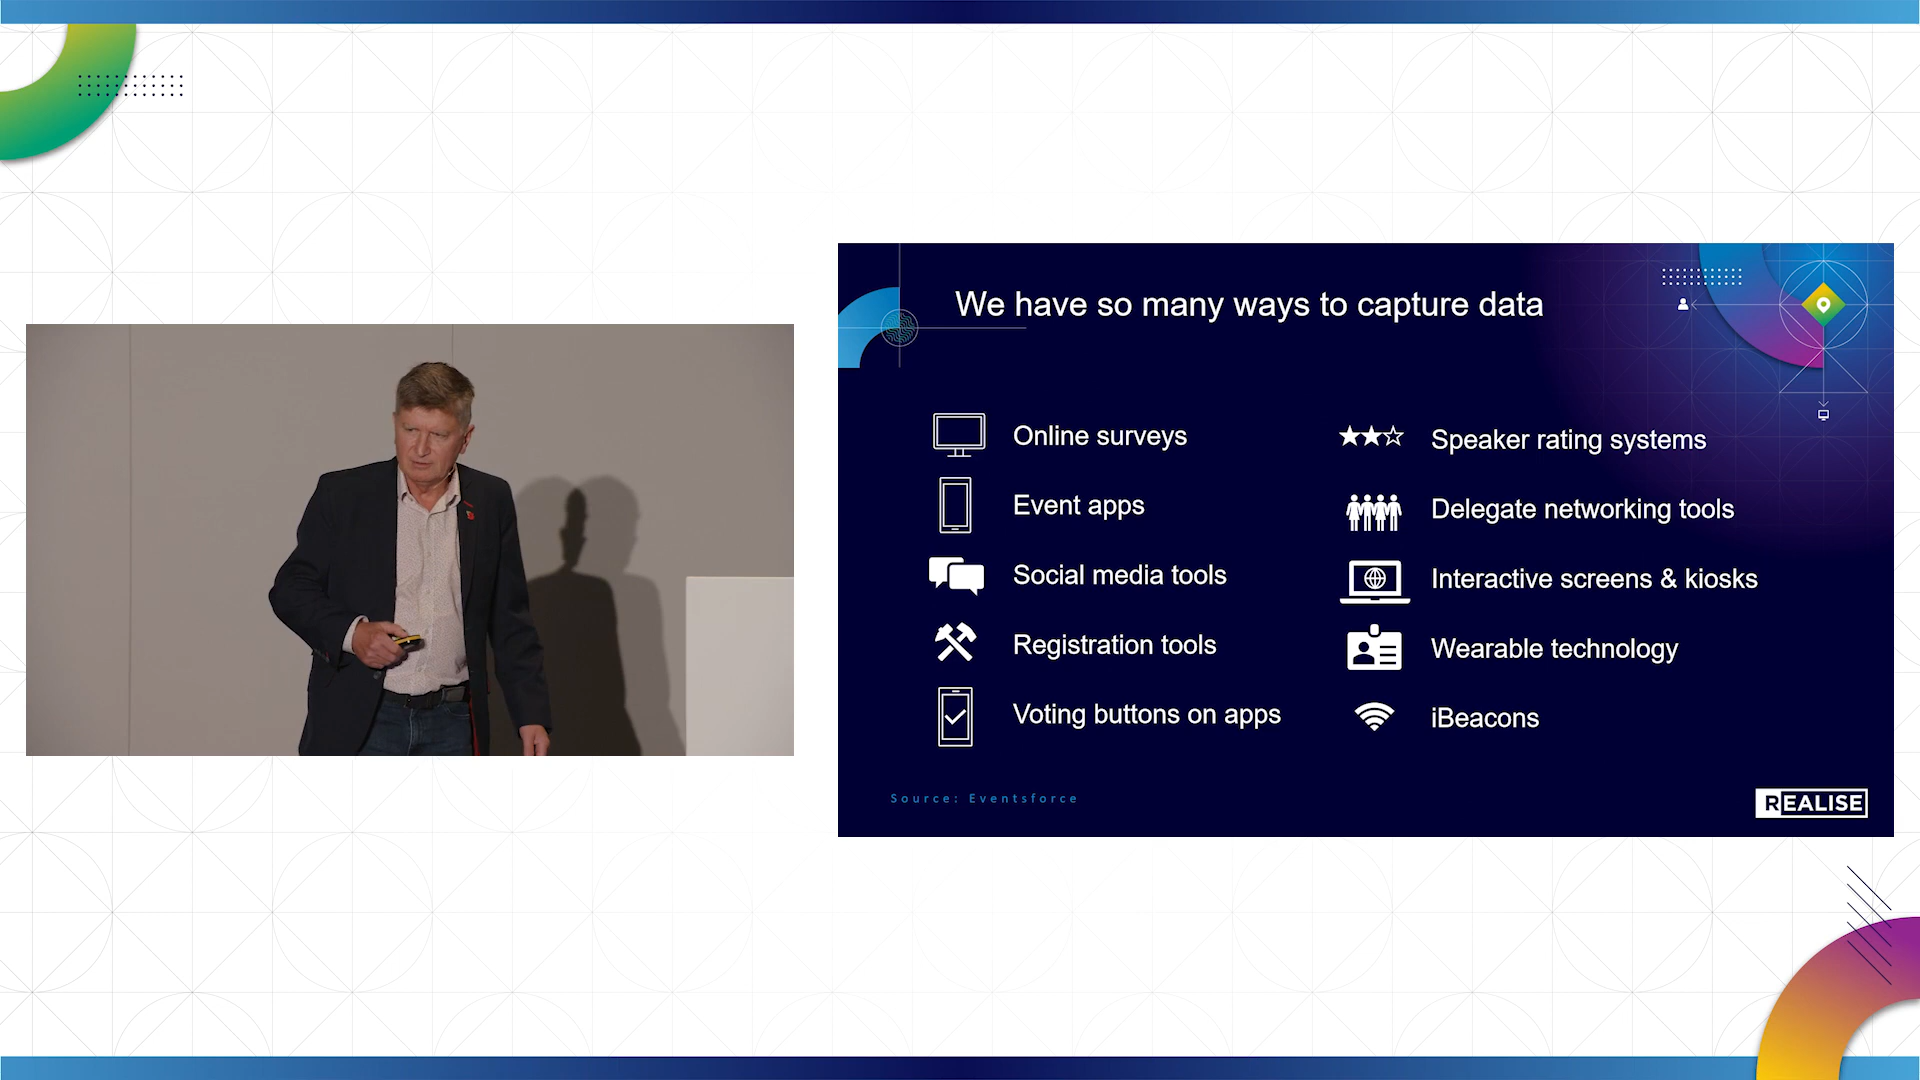 We have so many ways to capture data
Online surveys
Event apps
Social media tools
Registration tools
Voting buttons on apps
Speaker rating systems
Delegate networking tools
Interactive screens & kiosks
Wearable technology
iBeacons
Source: Eventsforce
REALISE